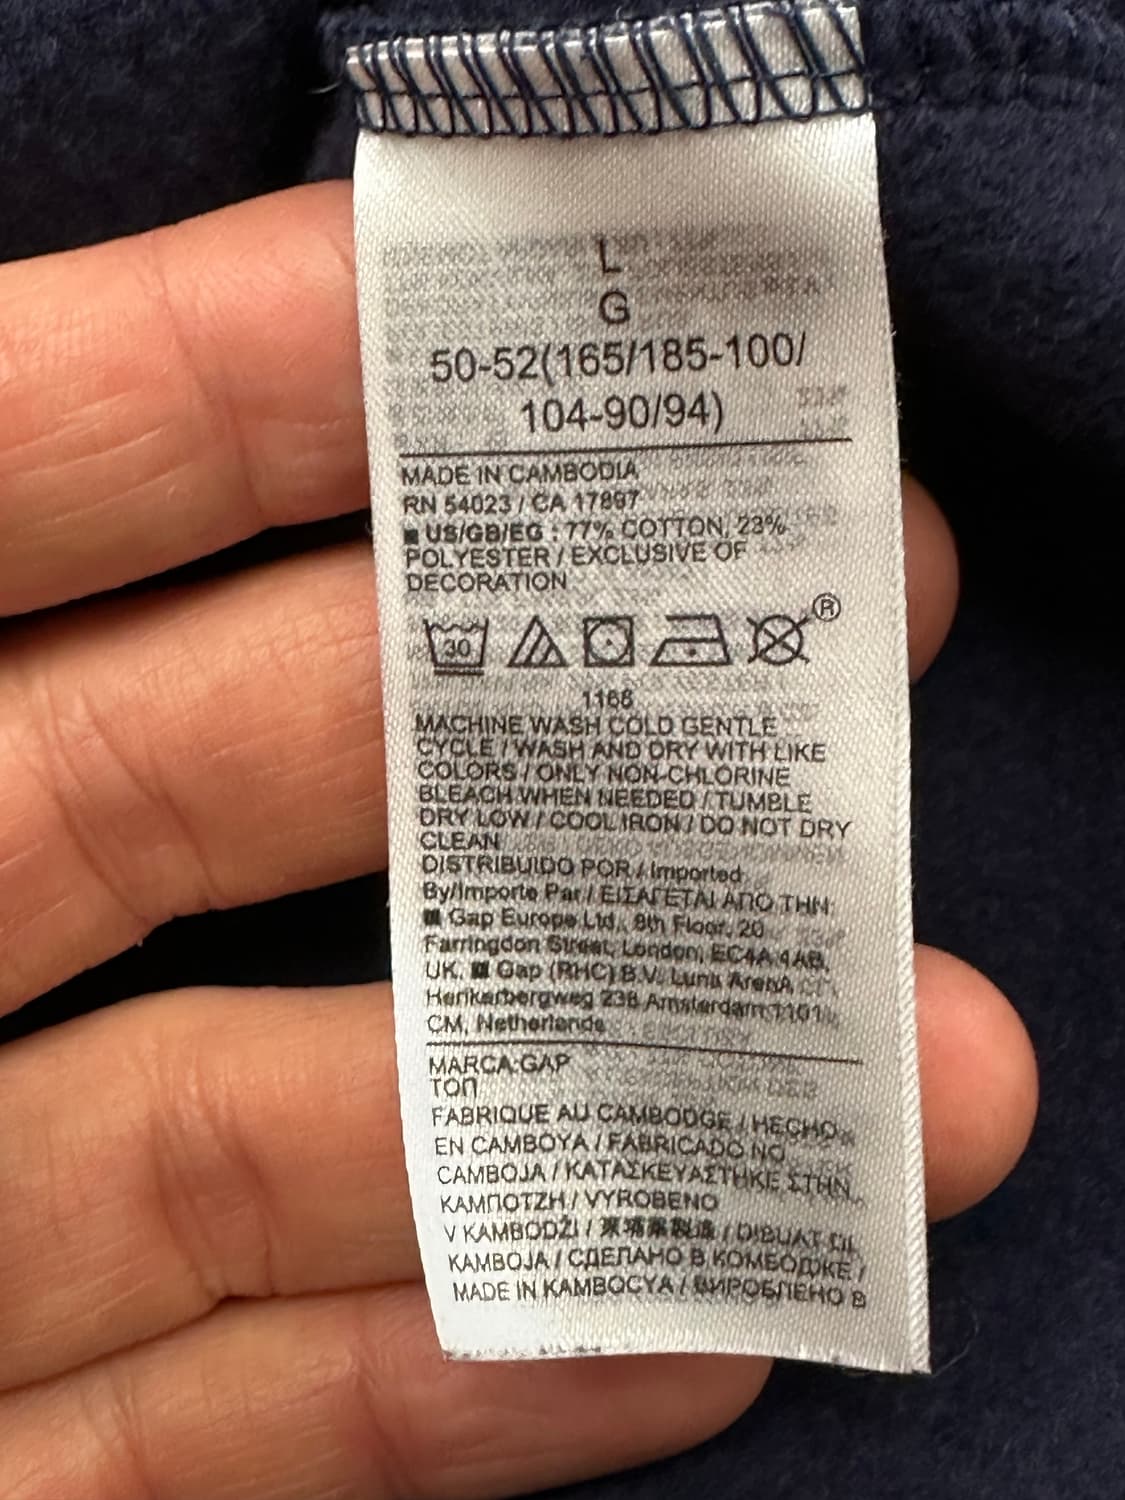 L
G
50-52(165/185-100/
104-90/94)
MADE IN CAMBODIA
RN 54023 / CA 17897
■ US/GB/EG : 77% COTTON, 23%
POLYESTER / EXCLUSIVE OF
DECORATION
30
®
1168
MACHINE WASH COLD GENTLE
CYCLE / WASH AND DRY WITH LIKE
COLORS / ONLY NON-CHLORINE
BLEACH WHEN NEEDED / TUMBLE
DRY LOW / COOL IRON / DO NOT DRY
CLEAN
DISTRIBUIDO POR / Imported
By/Importe Par / ΕΙΣΑΓΕΤΑΙ ΑΠΟ ΤΗΝ
■ Gap Europe Ltd., 8th Floor, 20
Farringdon Street, London, EC4A 4AB,
UK. ■ Gap (RHC) B.V. Luna ArenA
Herikerbergweg 238 Amsterdam 1101
CM, Netherlands
MARCA:GAP
ТОП
FABRIQUE AU CAMBODGE / HECHO
EN CAMBOYA / FABRICADO NO
CAMBOJA / ΚΑΤΑΣΚΕΥΑΣΤΗΚΕ ΣΤΗΝ
ΚΑΜΠΟΤΖΗ / VYROBENO
V KAMBODŽI / 柬埔寨製造 / DIBUAT DI
KAMBOJA / СДЕЛАНО В КОМБОДЖЕ /
MADE IN KAMBOÇYA / ВИРОБЛЕНО В